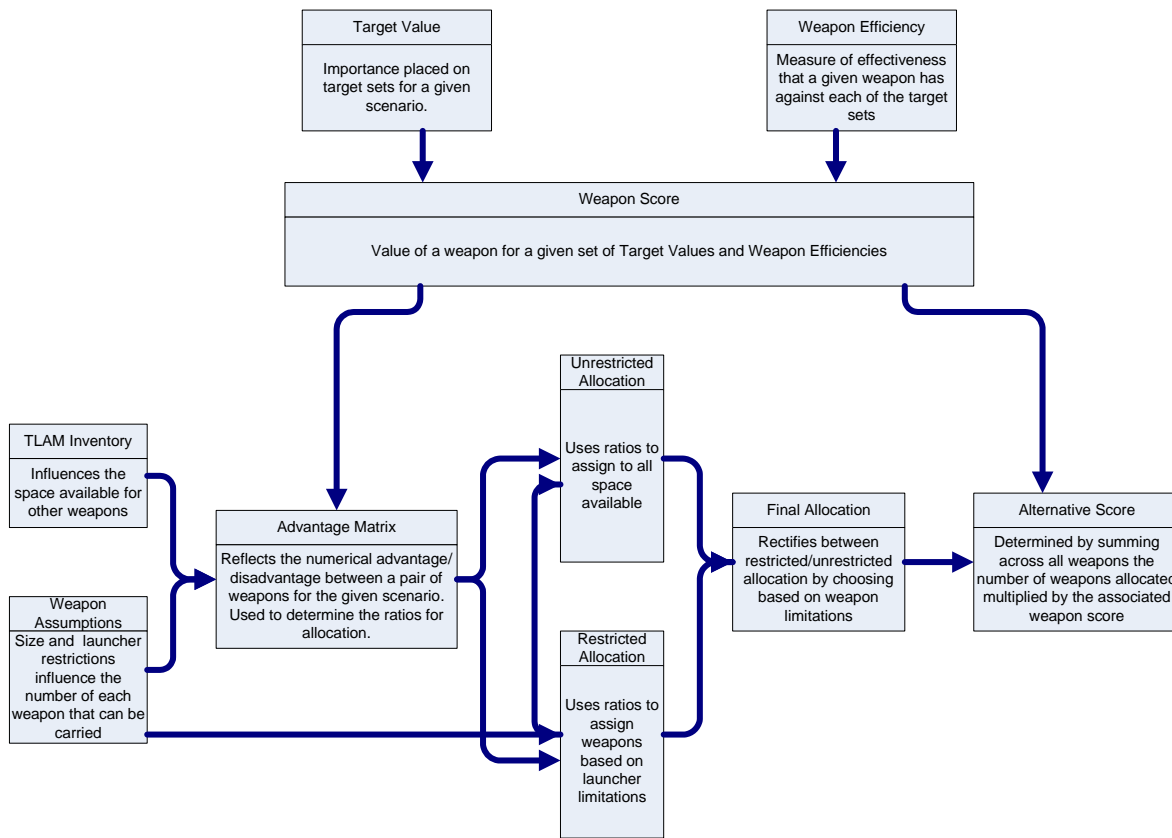 Target Value
Importance placed on
target sets for a given
scenario.
Weapon Efficiency
Measure of effectiveness
that a given weapon has
against each of the target
sets
Weapon Score
Value of a weapon for a given set of Target Values and Weapon Efficiencies
TLAM Inventory
Influences the
space available for
other weapons
Weapon
Assumptions
Size and launcher
restrictions
influence the
number of each
weapon that can be
carried
Advantage Matrix
Reflects the numerical advantage/
disadvantage between a pair of
weapons for the given scenario.
Used to determine the ratios for
allocation.
Unrestricted
Allocation
Uses ratios to
assign to all
space
available
Restricted
Allocation
Uses ratios to
assign
weapons
based on
launcher
limitations
Final Allocation
Rectifies between
restricted/unrestricted
allocation by choosing
based on weapon
limitations
Alternative Score
Determined by summing
across all weapons the
number of weapons allocated
multiplied by the associated
weapon score